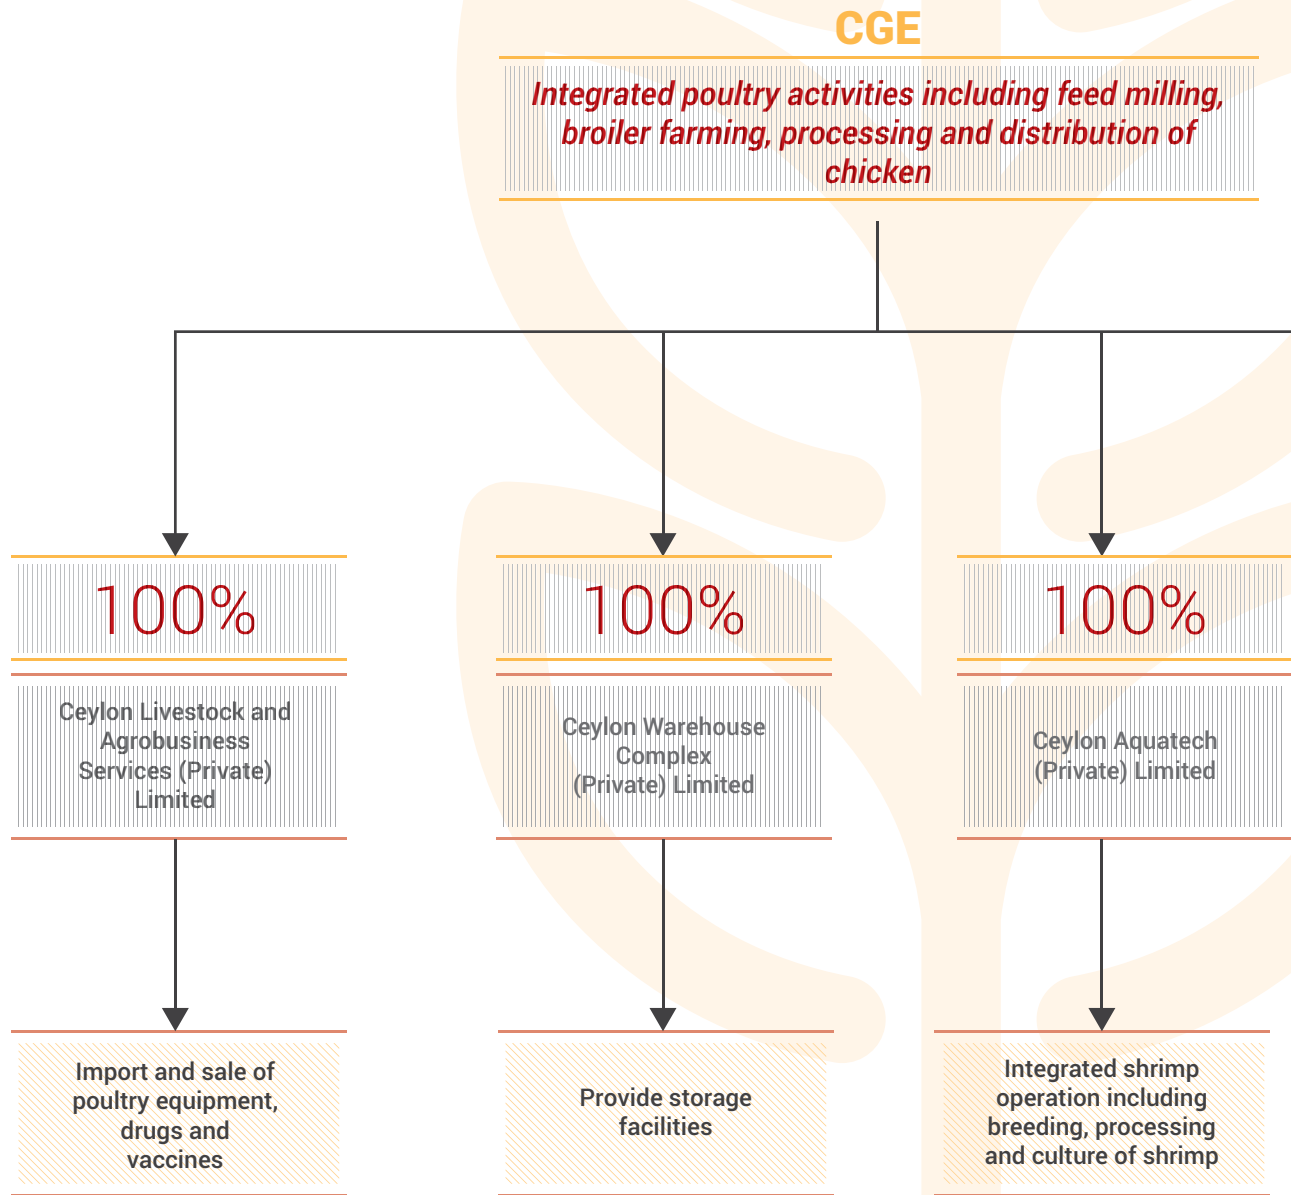 CGE
Integrated poultry activities including feed milling,
broiler farming, processing and distribution of
chicken
100%
100%
100%
Ceylon Livestock and
Agrobusiness
Services (Private)
Limited
Ceylon Warehouse
Complex
(Private) Limited
Ceylon Aquatech
(Private) Limited
Import and sale of
poultry equipment,
drugs and
vaccines
Provide storage
facilities
Integrated shrimp
operation including
breeding, processing
and culture of shrimp